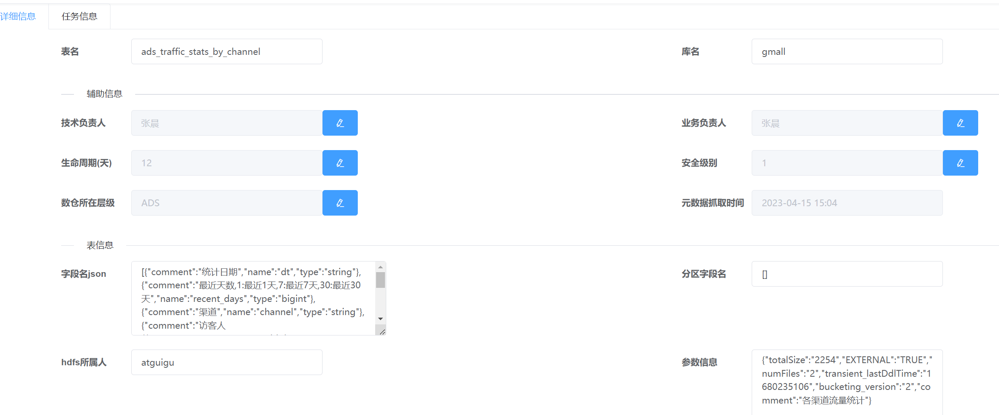 详细信息
任务信息
表名
ads_traffic_stats_by_channel
库名
gmall
辅助信息
技术负责人
张晨
业务负责人
张晨
生命周期(天)
12
安全级别
1
数仓所在层级
ADS
元数据抓取时间
2023-04-15 15:04
表信息
字段名json
[{"comment":"统计日期","name":"dt","type":"string"},
{"comment":"最近天数,1:最近1天,7:最近7天,30:最近30
天","name":"recent_days","type":"bigint"},
{"comment":"渠道","name":"channel","type":"string"},
{"comment":"访客人
分区字段名
[]
hdfs所属人
atguigu
参数信息
{"totalSize":"2254","EXTERNAL":"TRUE","
numFiles":"2","transient_lastDdlTime":"1
680235106","bucketing_version":"2","co
mment":"各渠道流量统计"}